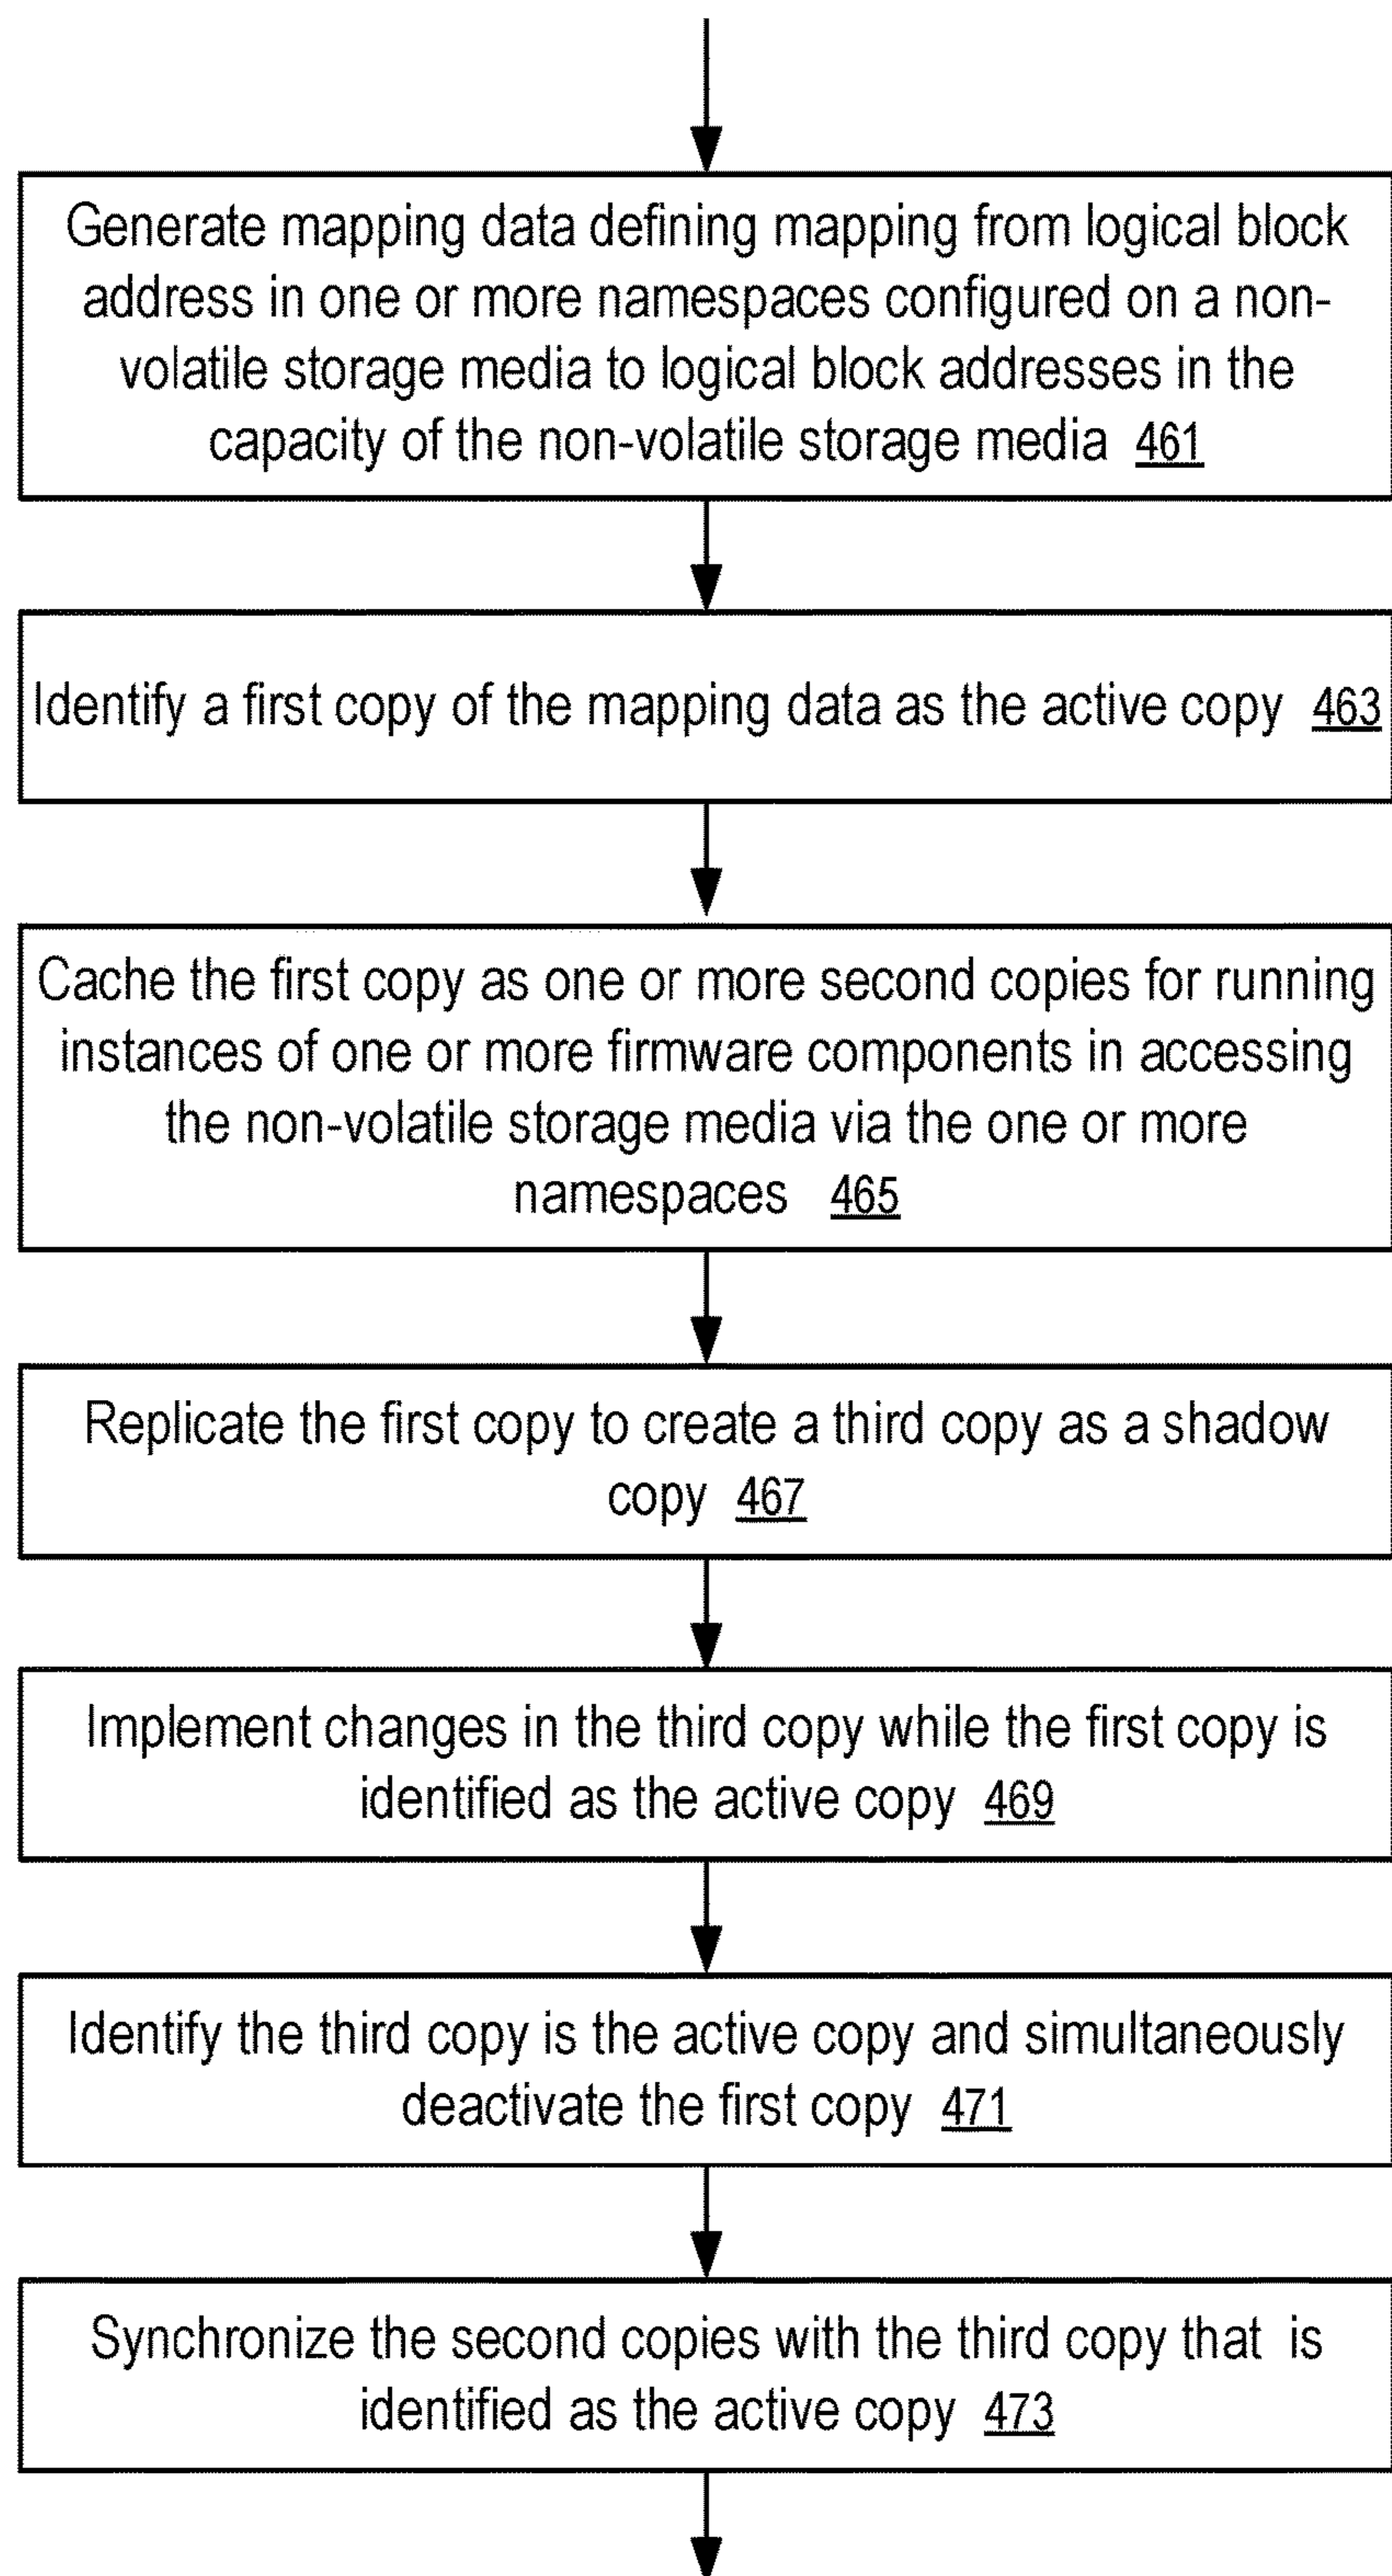 Generate mapping data defining mapping from logical block
address in one or more namespaces configured on a non-
volatile storage media to logical block addresses in the
capacity of the non-volatile storage media 461
Identify a first copy of the mapping data as the active copy 463
Cache the first copy as one or more second copies for running
instances of one or more firmware components in accessing
the non-volatile storage media via the one or more
namespaces 465
Replicate the first copy to create a third copy as a shadow
copy 467
Implement changes in the third copy while the first copy is
identified as the active copy 469
Identify the third copy is the active copy and simultaneously
deactivate the first copy 471
Synchronize the second copies with the third copy that is
identified as the active copy 473